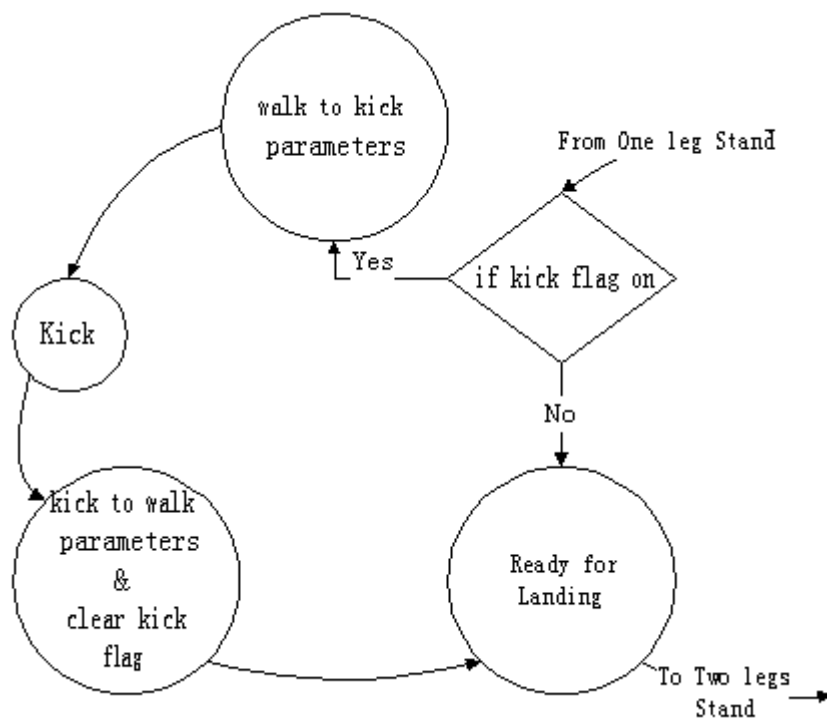 walk to kick
parameters
From One leg Stand
Yes
if kick flag on
Kick
No
kick to walk
parameters
&
clear kick
flag
Ready for
Landing
To Two legs
Stand